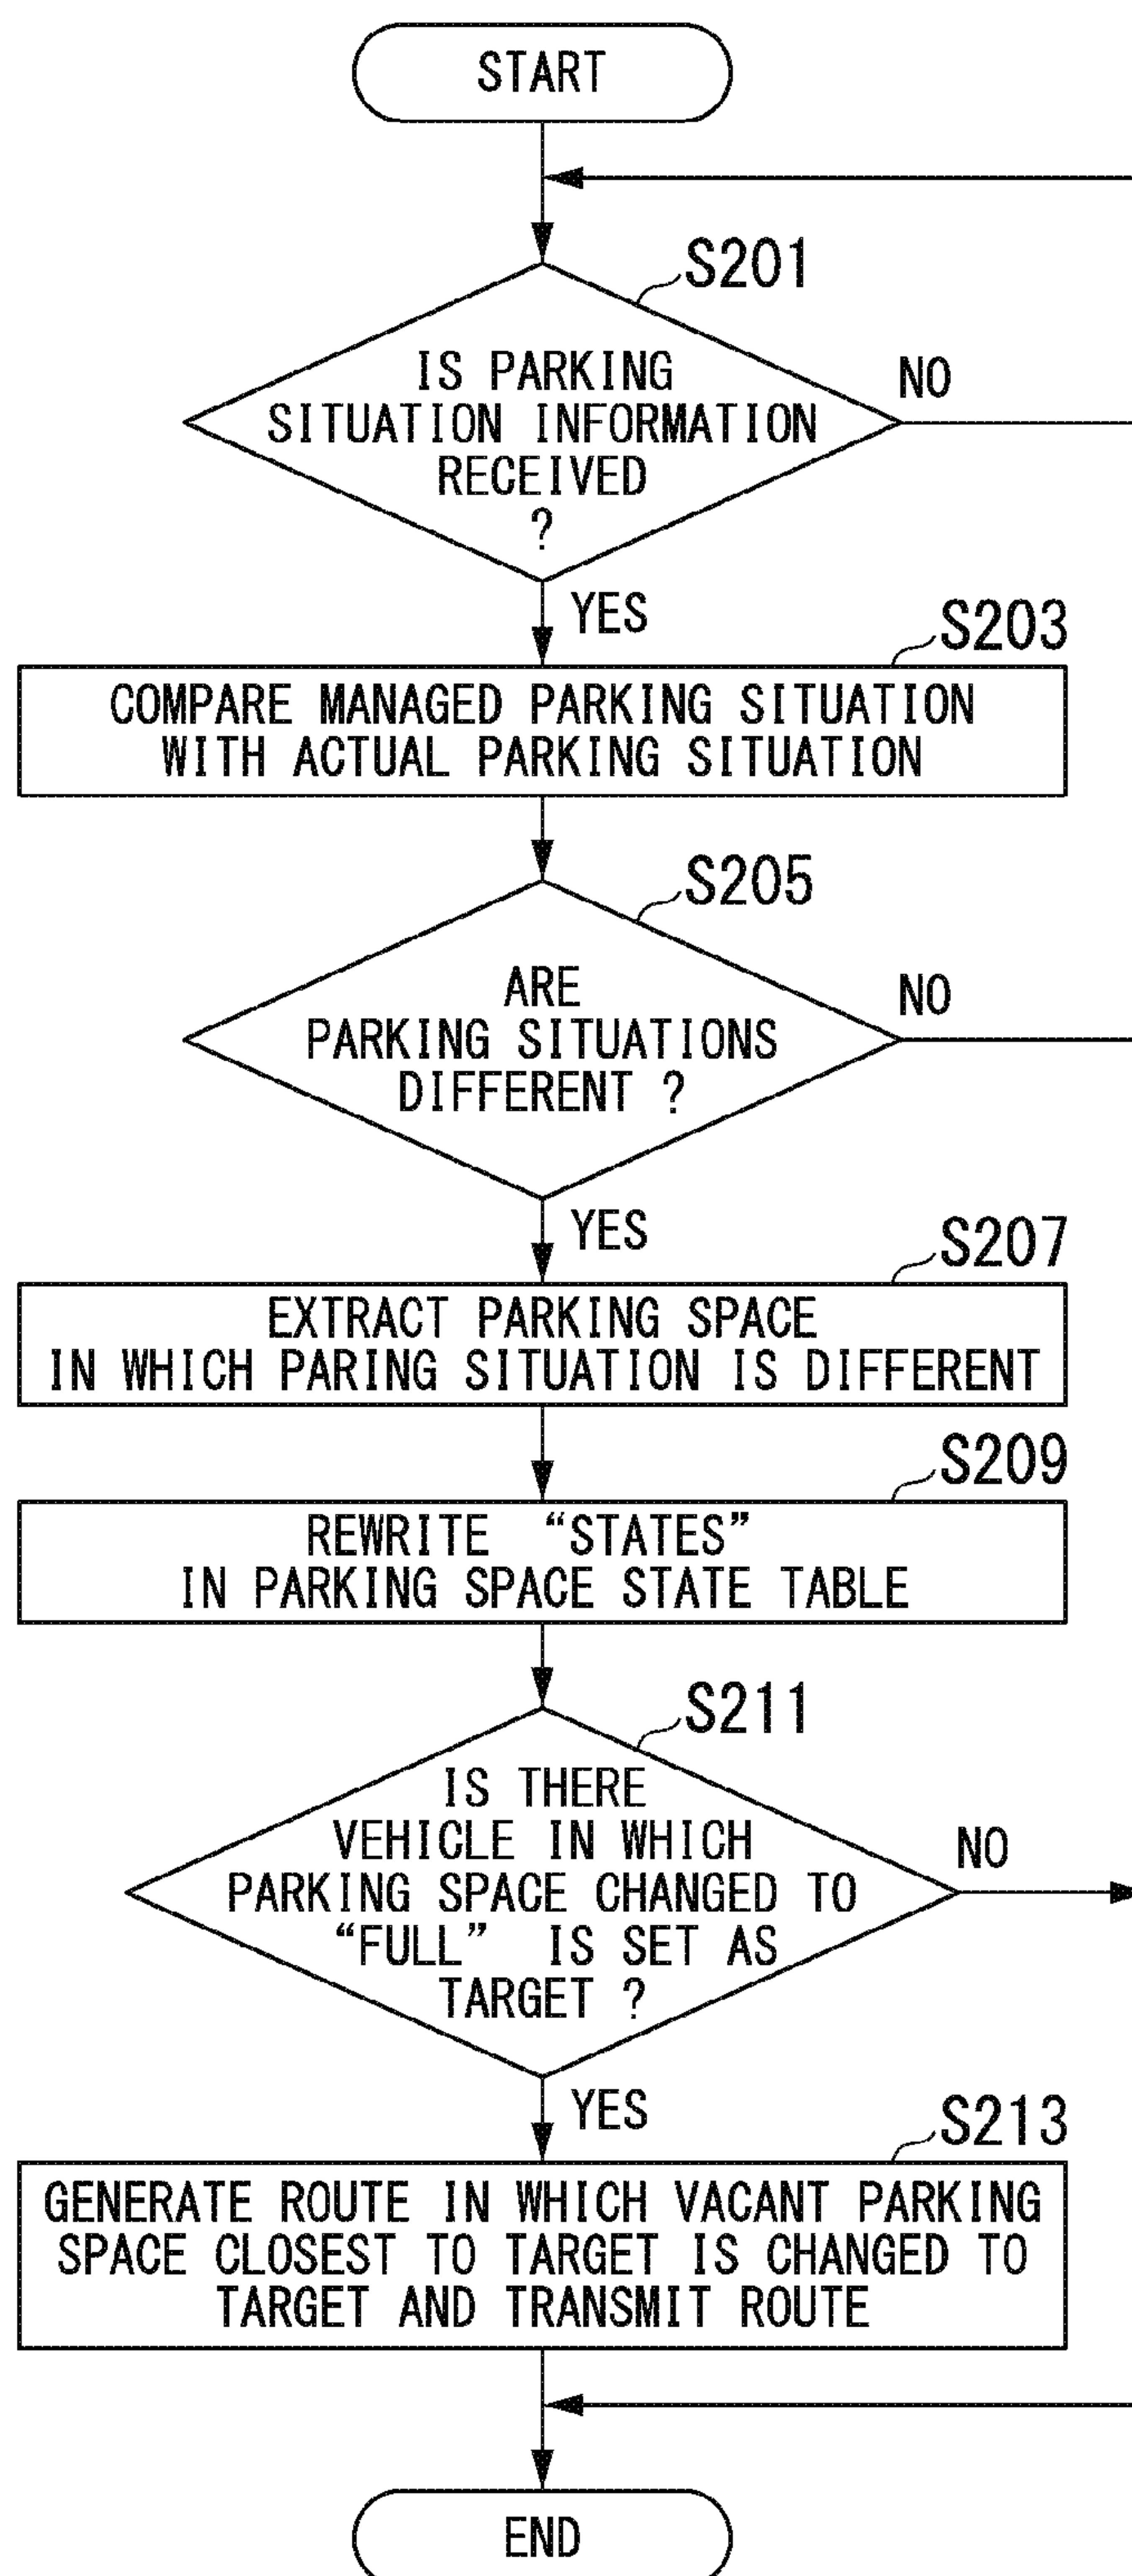 START
S201
IS PARKING
SITUATION INFORMATION
RECEIVED
?
NO
YES
S203
COMPARE MANAGED PARKING SITUATION
WITH ACTUAL PARKING SITUATION
S205
ARE
PARKING SITUATIONS
DIFFERENT ?
NO
YES
S207
EXTRACT PARKING SPACE
IN WHICH PARING SITUATION IS DIFFERENT
S209
REWRITE “STATES”
IN PARKING SPACE STATE TABLE
S211
IS THERE
VEHICLE IN WHICH
PARKING SPACE CHANGED TO
“FULL” IS SET AS
TARGET ?
NO
YES
S213
GENERATE ROUTE IN WHICH VACANT PARKING
SPACE CLOSEST TO TARGET IS CHANGED TO
TARGET AND TRANSMIT ROUTE
END